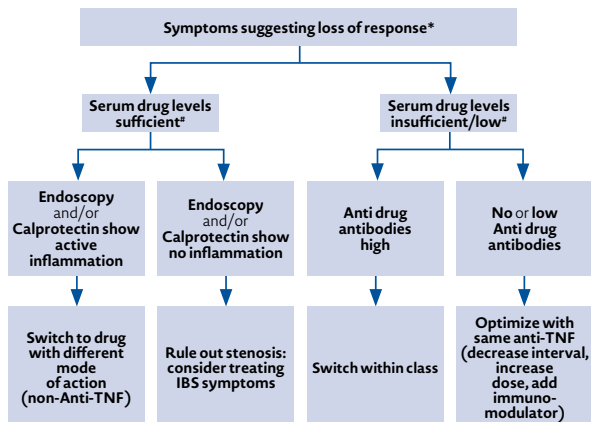 Symptoms suggesting loss of response*
Serum drug levels
sufficient#
Serum drug levels
insufficient/low#
Endoscopy
and/or
Calprotectin show
active
inflammation
Endoscopy
and/or
Calprotectin show
no inflammation
Anti drug
antibodies
high
No or low
Anti drug
antibodies
Switch to drug
with different
mode
of action
(non-Anti-TNF)
Rule out stenosis:
consider treating
IBS symptoms
Switch within class
Optimize with
same anti-TNF
(decrease interval,
increase
dose, add
immuno-
modulator)